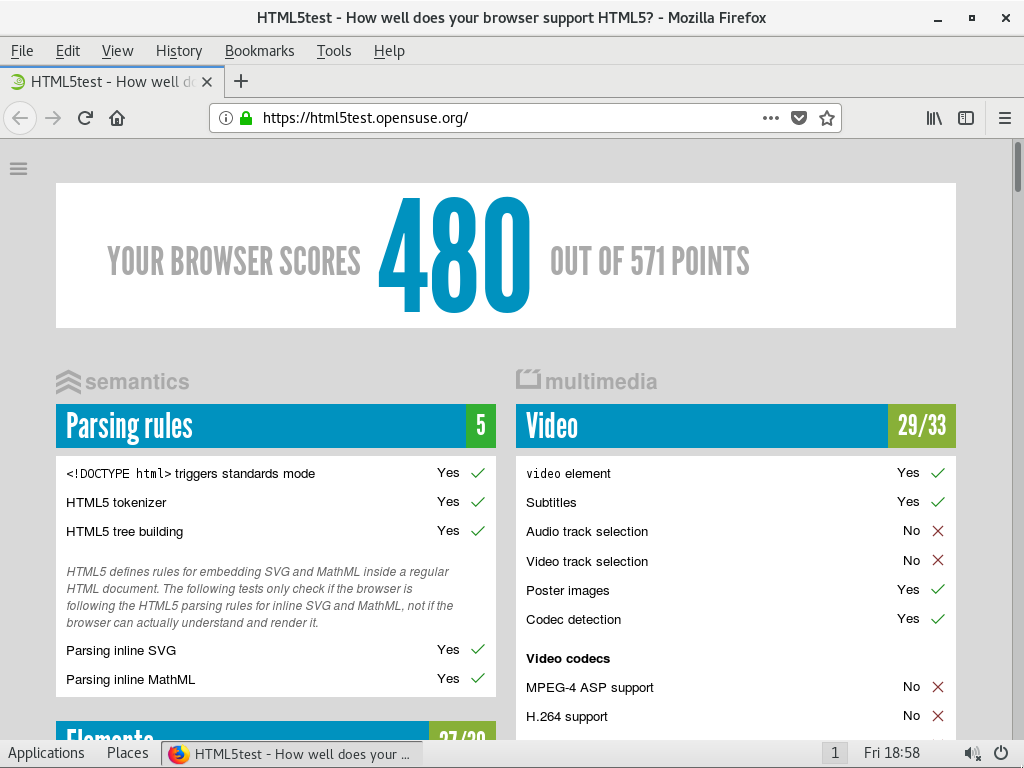 HTML5test - How well does your browser support HTML5? - Mozilla Firefox
File Edit View History Bookmarks Tools Help
HTML5test - How well d
https://html5test.opensuse.org/
YOUR BROWSER SCORES 480 OUT OF 571 POINTS
semantics
Parsing rules 5
<!DOCTYPE html> triggers standards mode Yes
HTML5 tokenizer Yes
HTML5 tree building Yes
HTML5 defines rules for embedding SVG and MathML inside a regular
HTML document. The following tests only check if the browser is
following the HTML5 parsing rules for inline SVG and MathML, not if the
browser can actually understand and render it.
Parsing inline SVG Yes
Parsing inline MathML Yes
Elements
multimedia
Video 29/33
video element Yes
Subtitles Yes
Audio track selection No
Video track selection No
Poster images Yes
Codec detection Yes
Video codecs
MPEG-4 ASP support No
H.264 support No
Applications Places HTML5test - How well does your ... 1 Fri 18:58